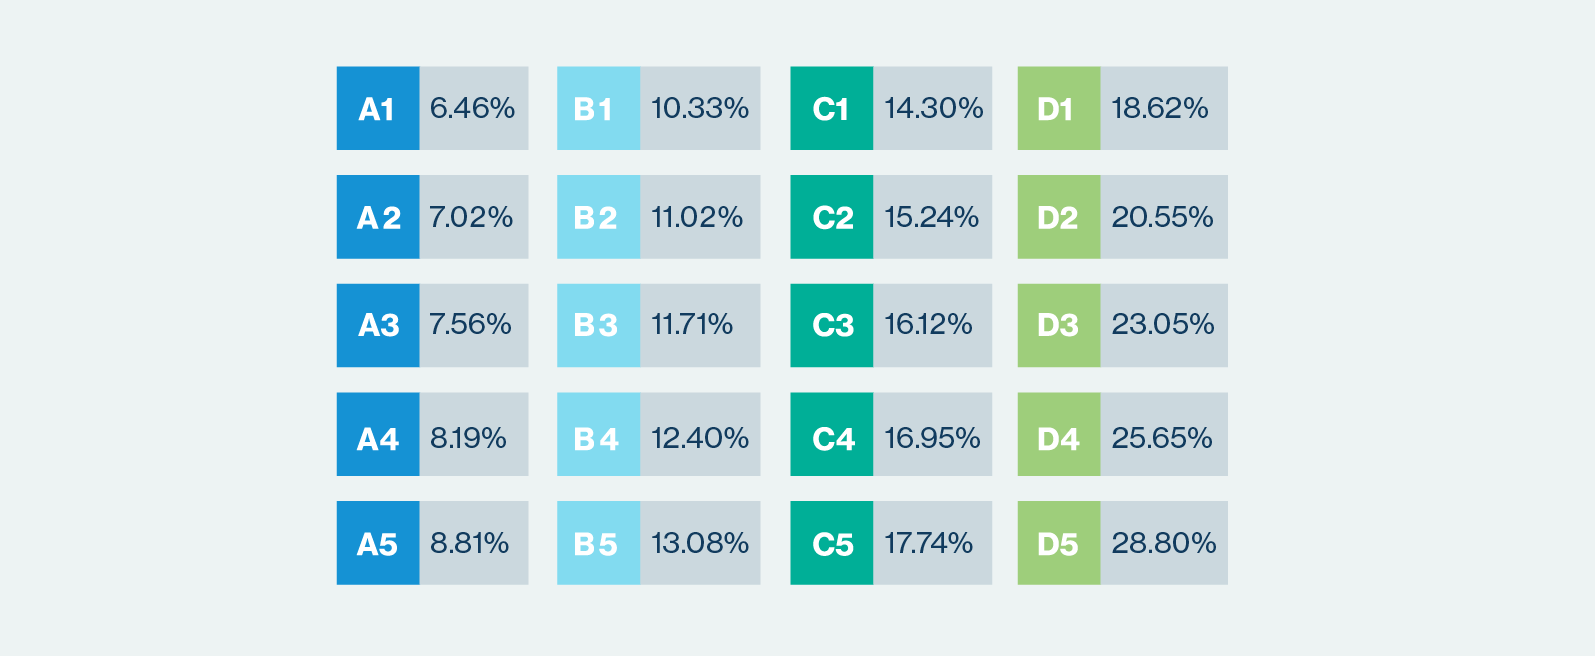 A1 6.46% B1 10.33% C1 14.30% D1 18.62%
A2 7.02% B2 11.02% C2 15.24% D2 20.55%
A3 7.56% B3 11.71% C3 16.12% D3 23.05%
A4 8.19% B4 12.40% C4 16.95% D4 25.65%
A5 8.81% B5 13.08% C5 17.74% D5 28.80%